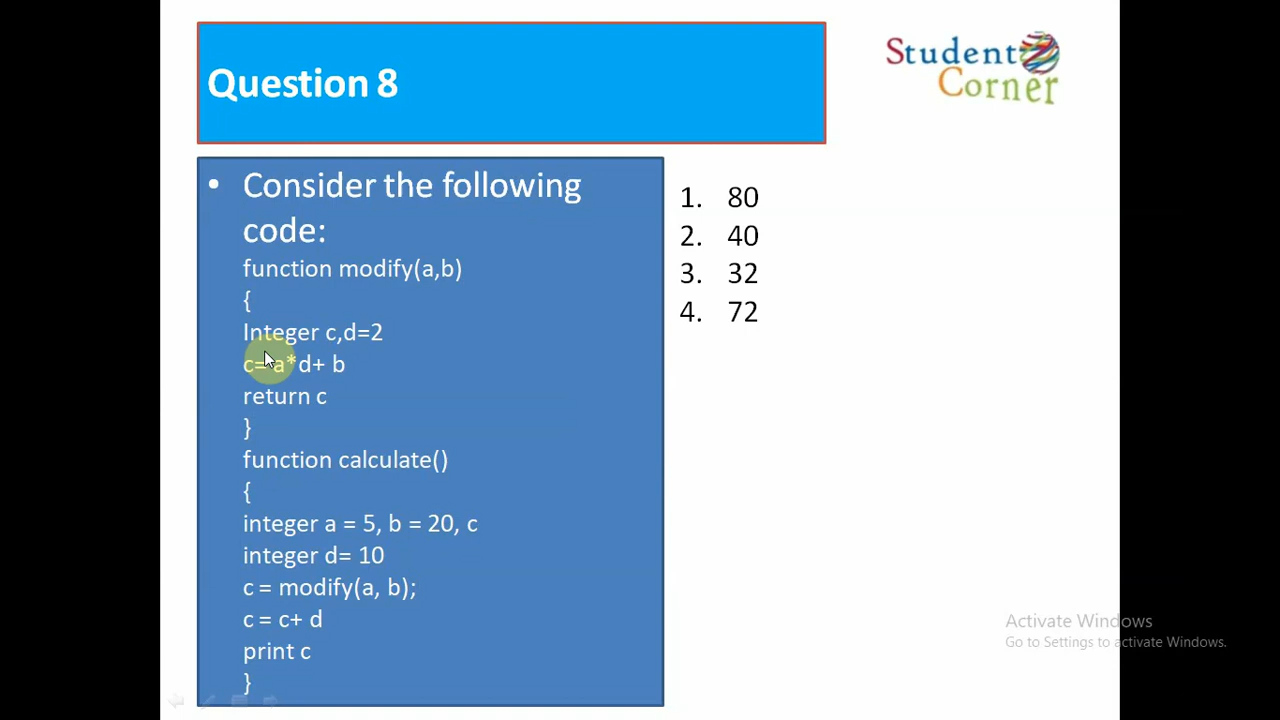 Question 8
Student
Corner
• Consider the following
code:
function modify(a,b)
{
Integer c,d=2
c= a*d+ b
return c
}
function calculate()
{
integer a = 5, b = 20, c
integer d= 10
c = modify(a, b);
c = c+ d
print c
}
1. 80
2. 40
3. 32
4. 72
Activate Windows
Go to Settings to activate Windows.